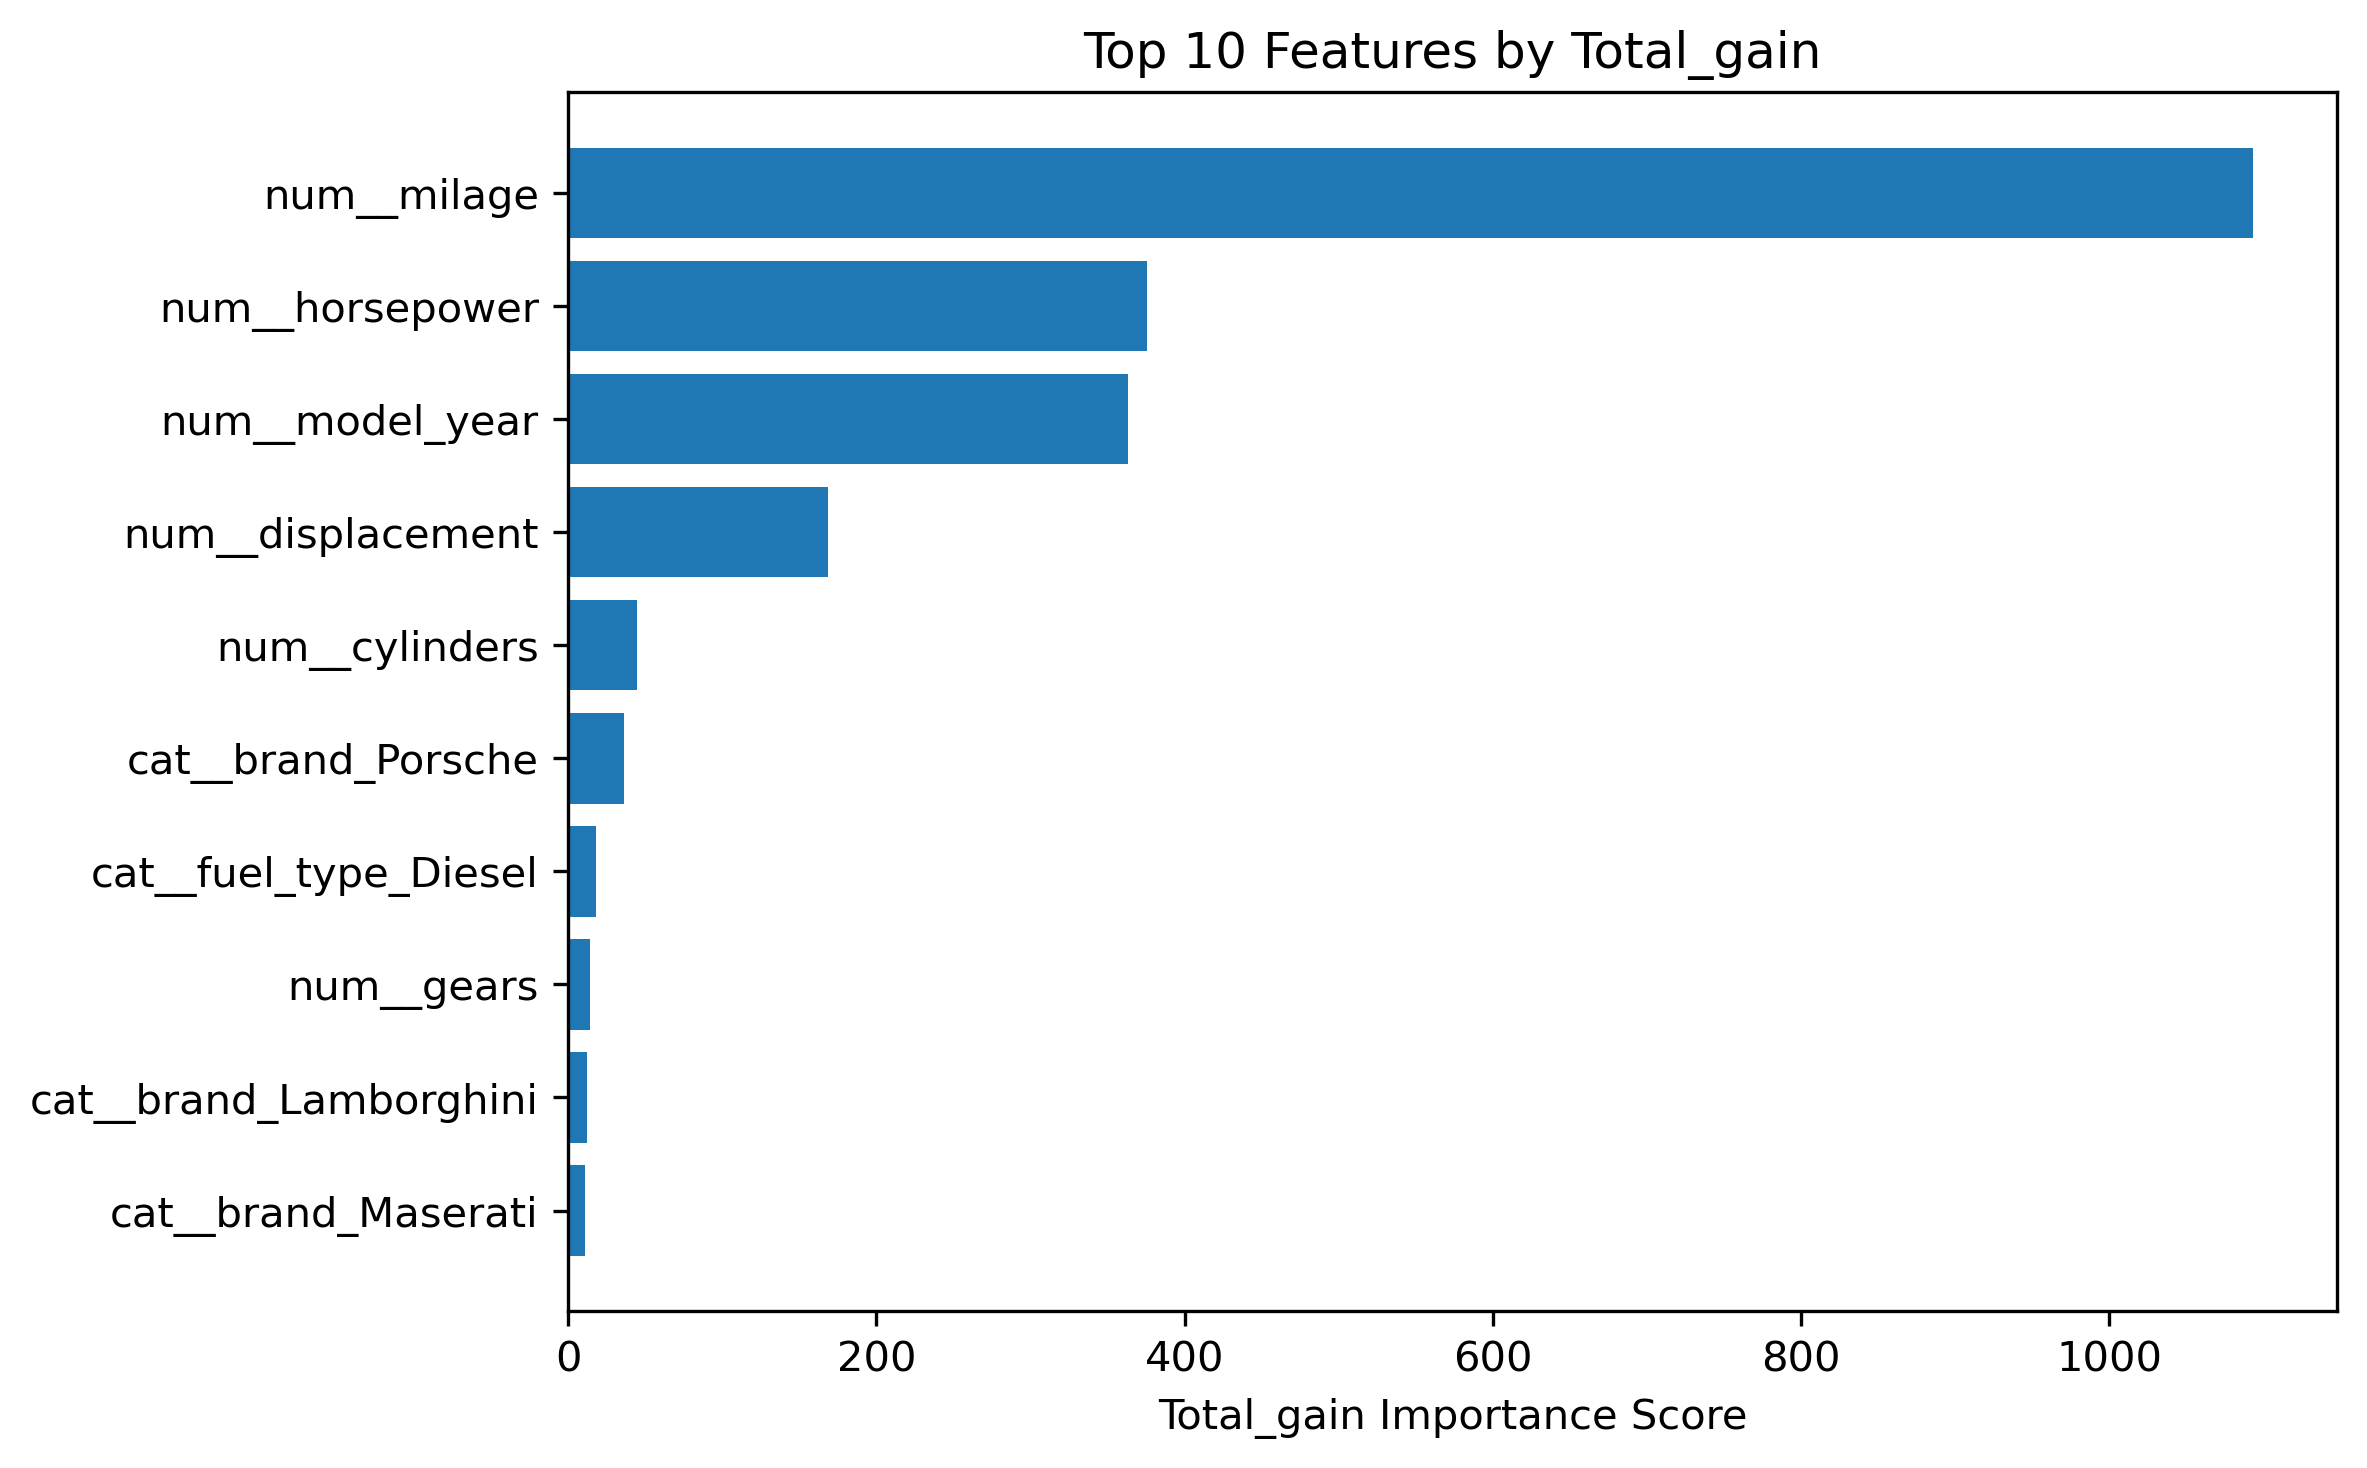 Top 10 Features by Total_gain
num__milage
num__horsepower
num__model_year
num__displacement
num__cylinders
cat__brand_Porsche
cat__fuel_type_Diesel
num__gears
cat__brand_Lamborghini
cat__brand_Maserati
0 200 400 600 800 1000
Total_gain Importance Score